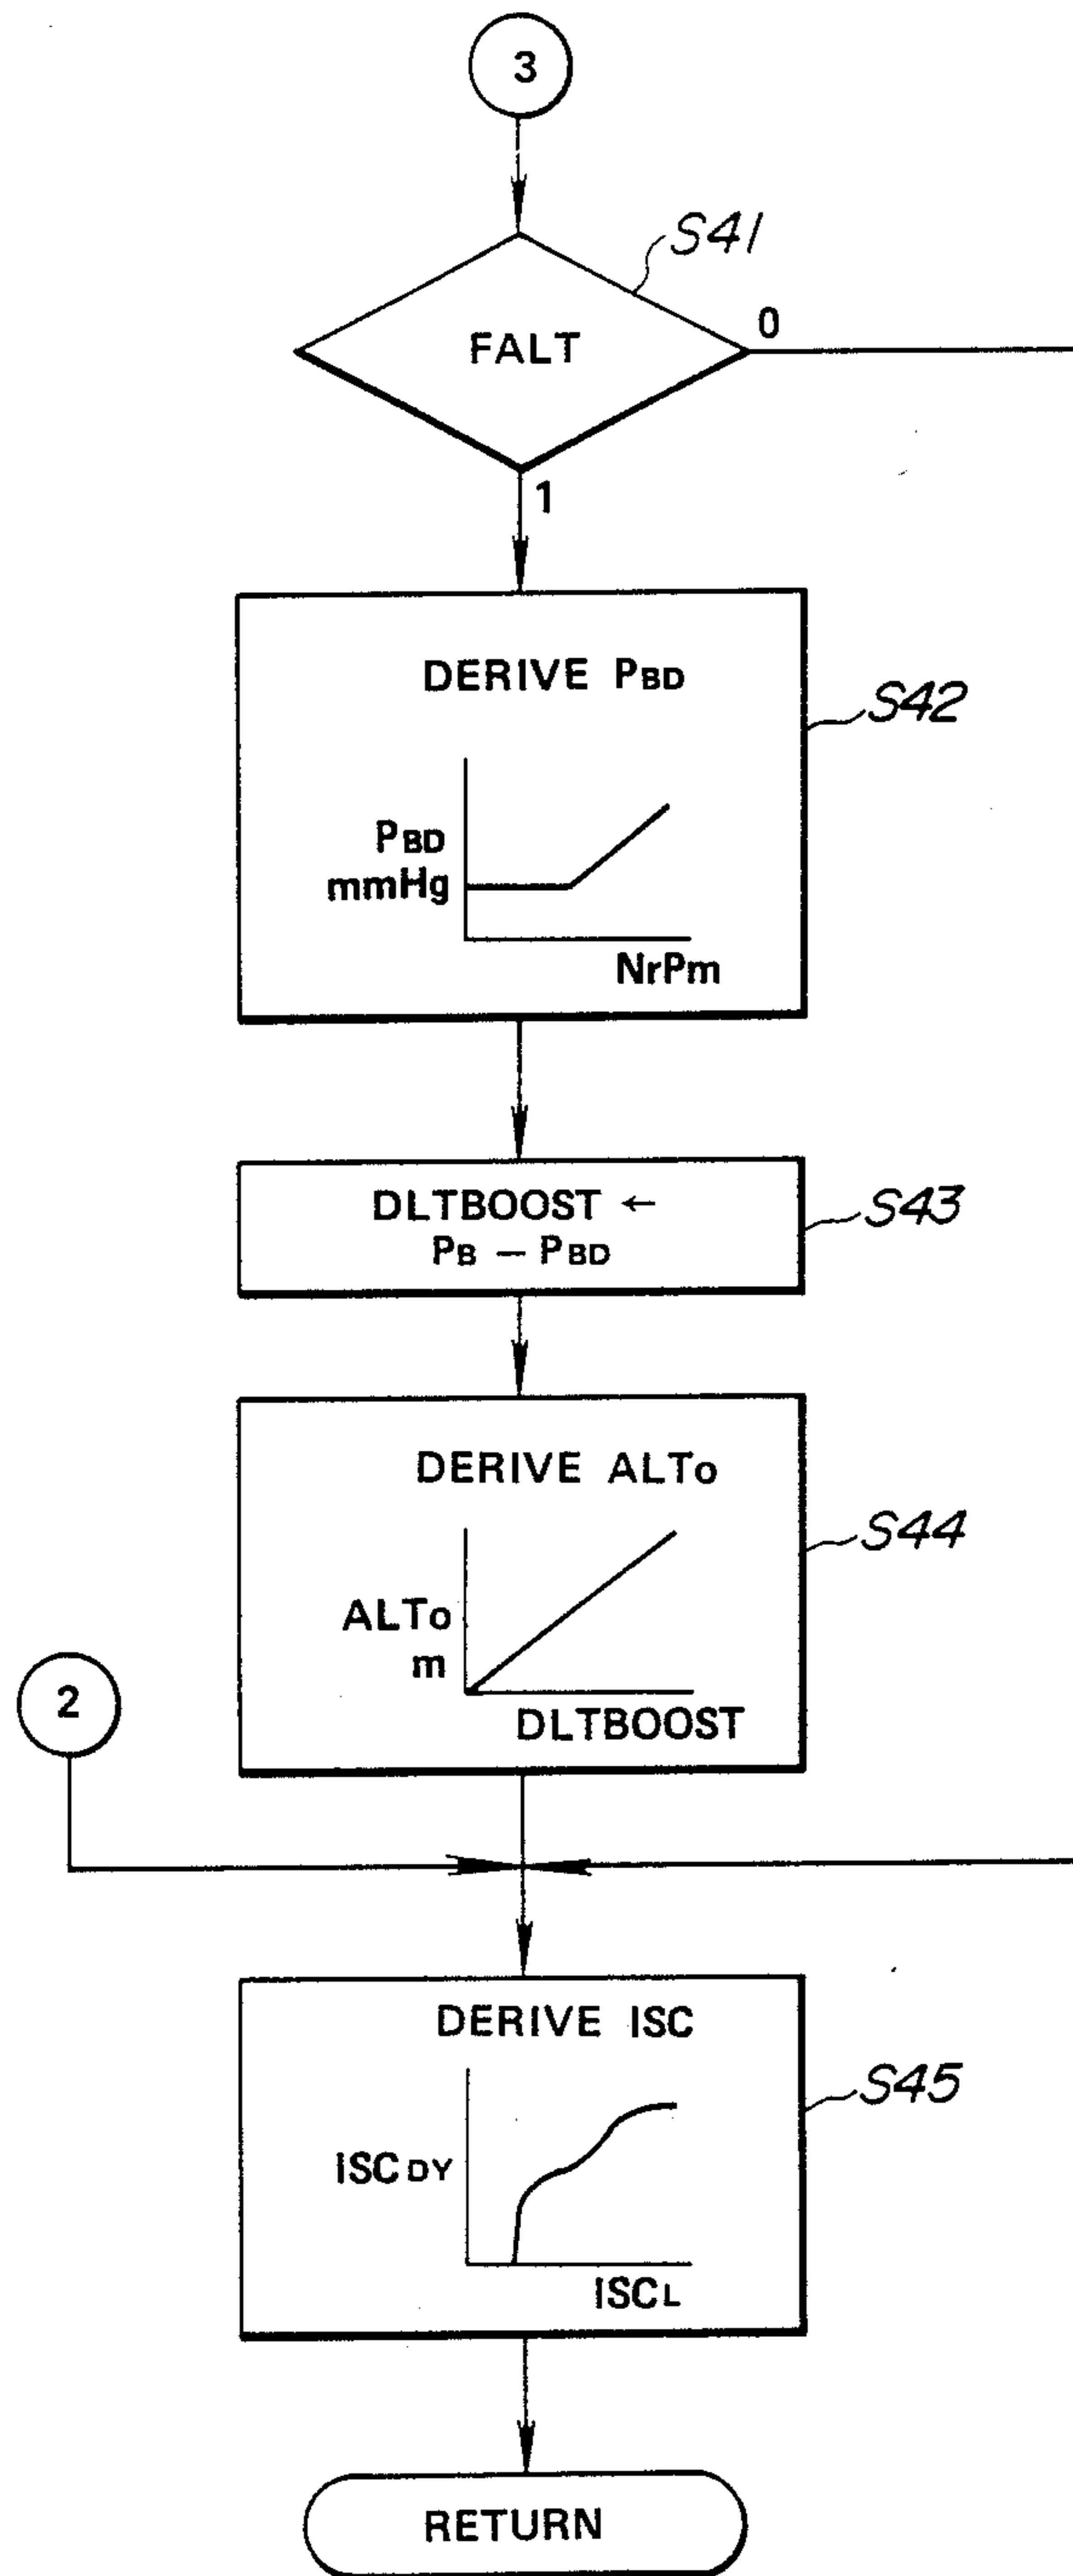 3
S41
0
FALT
1
DERIVE PBD
S42
PBD
mmHg
NrPm
DLTBOOST ←
PB – PBD
S43
DERIVE ALTo
S44
ALTo
m
DLTBOOST
2
DERIVE ISC
S45
ISCDY
ISCL
RETURN